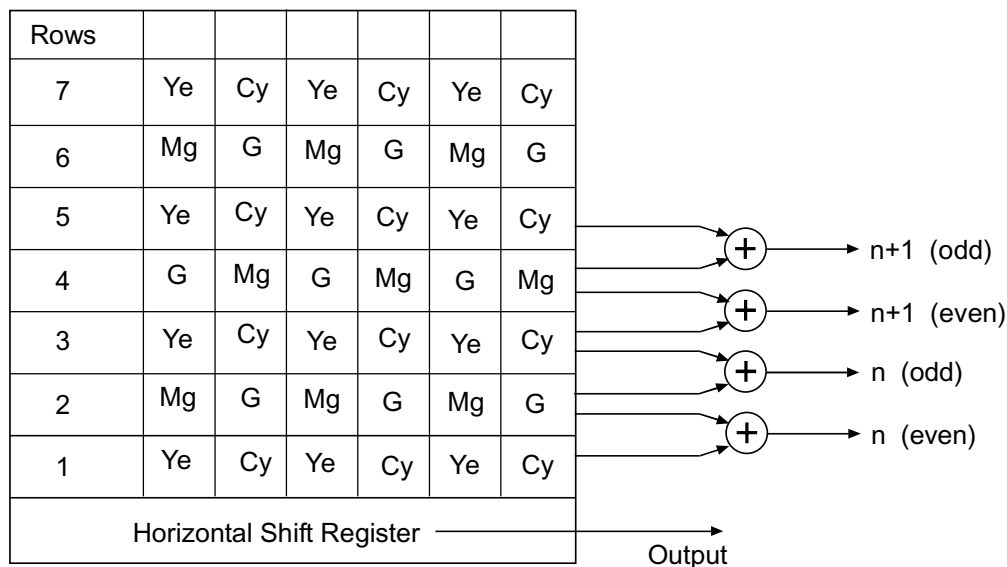 Rows
7 Ye Cy Ye Cy Ye Cy
6 Mg G Mg G Mg G
5 Ye Cy Ye Cy Ye Cy
4 G Mg G Mg G Mg
3 Ye Cy Ye Cy Ye Cy
2 Mg G Mg G Mg G
1 Ye Cy Ye Cy Ye Cy
Horizontal Shift Register
Output
+ n+1 (odd)
+ n+1 (even)
+ n (odd)
+ n (even)